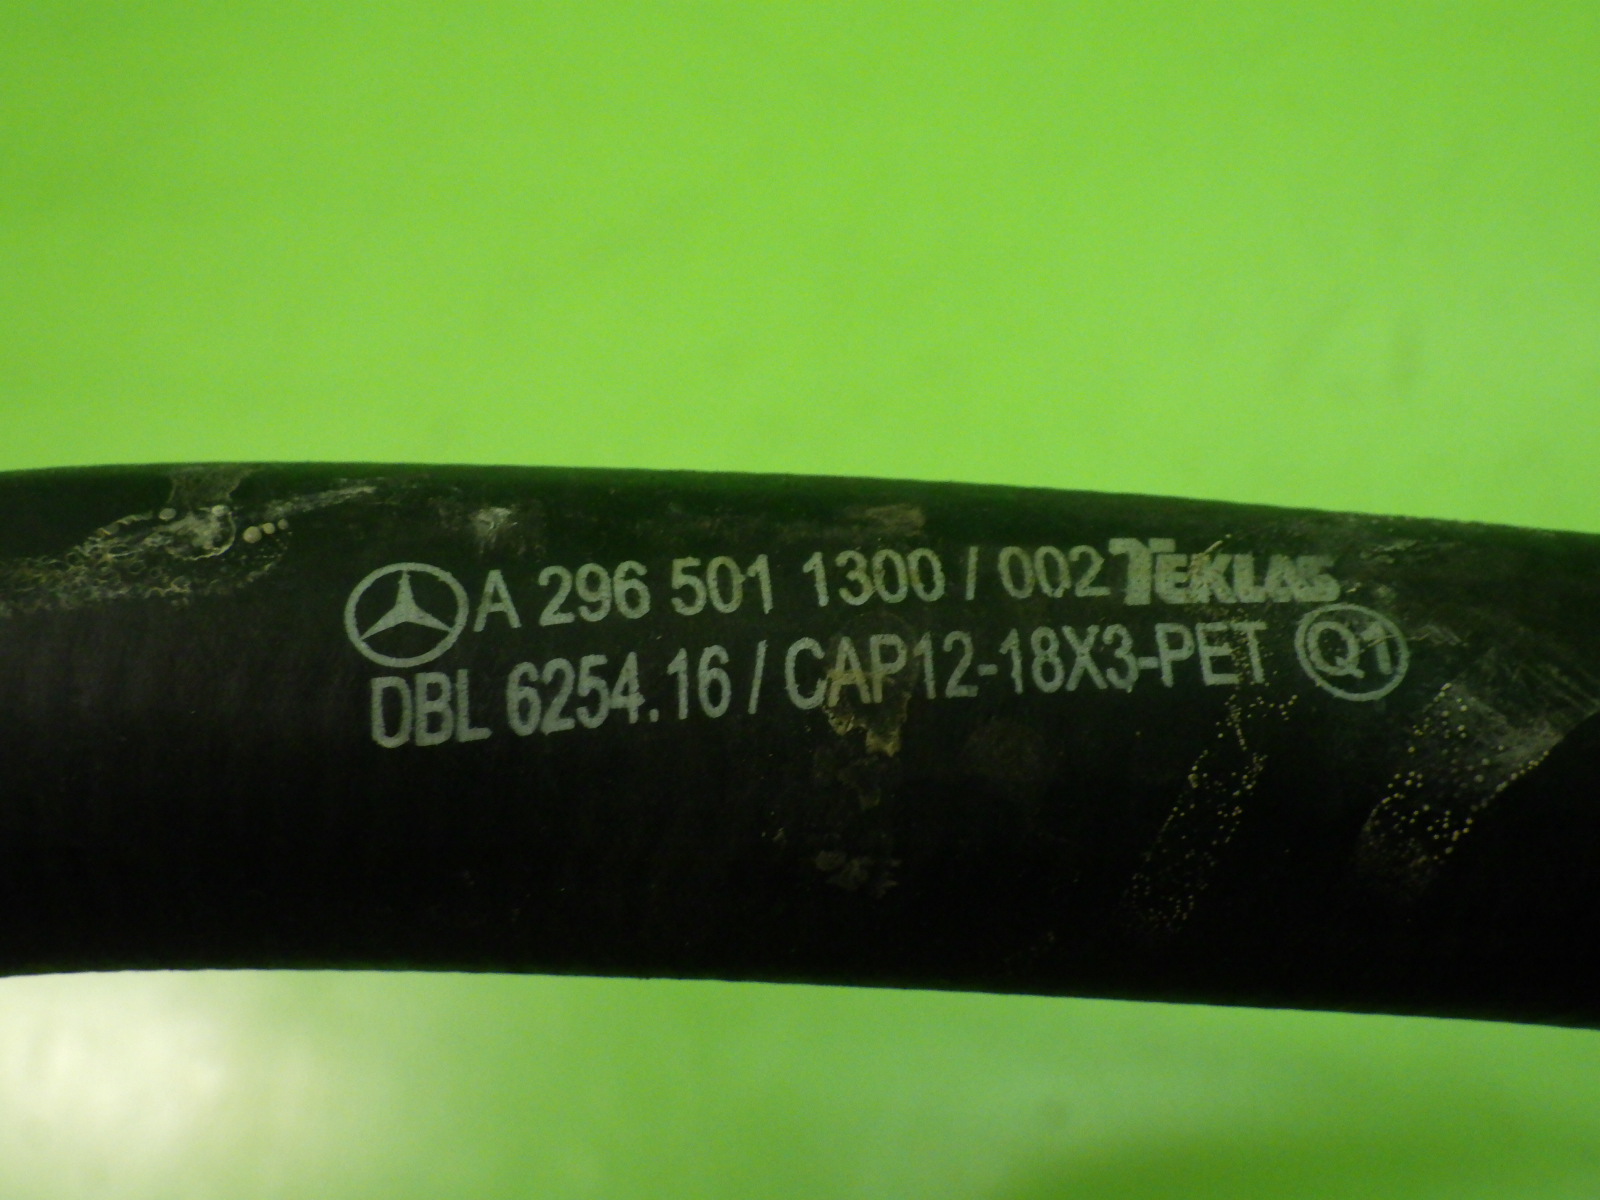 A 296 501 1300 / 002 TEKLAS
DBL 6254.16 / CAP12-18X3-PET Q1